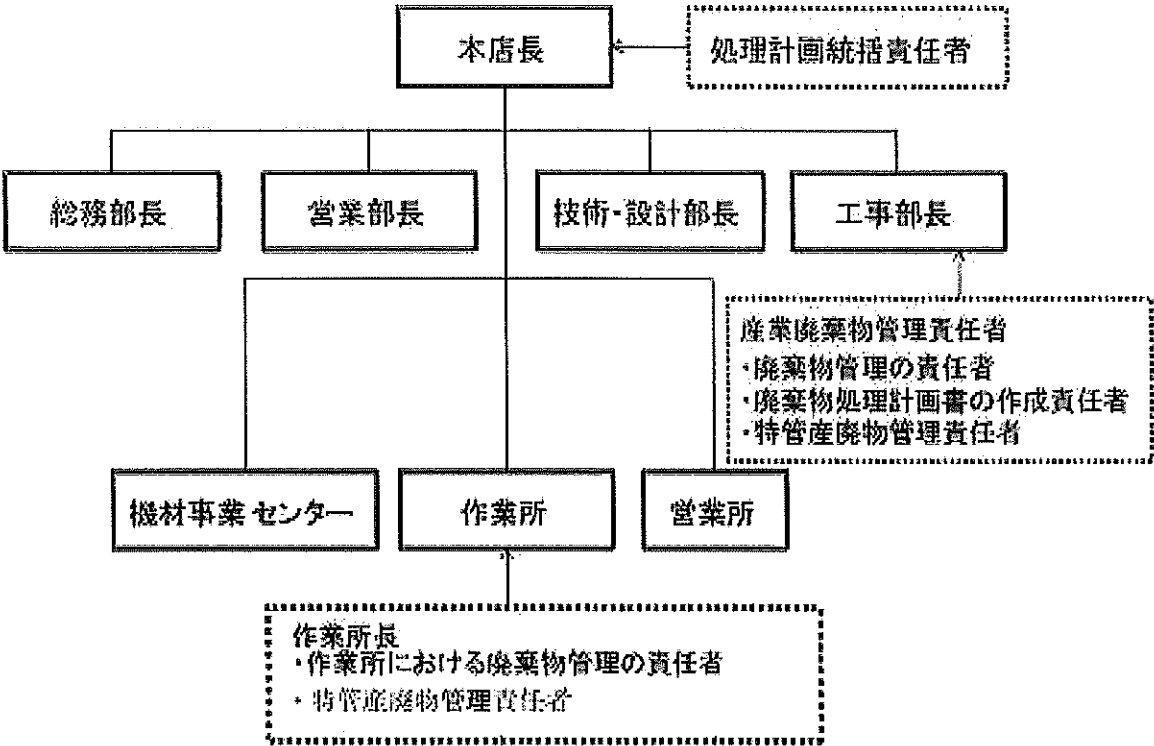 本店長
処理計画統括責任者
総務部長
営業部長
技術・設計部長
工事部長
産業廃棄物管理責任者
・廃棄物管理の責任者
・廃棄物処理計画書の作成責任者
・特管産廃物管理責任者
機材事業センター
作業所
営業所
作業所長
・作業所における廃棄物管理の責任者
・特管産廃物管理責任者